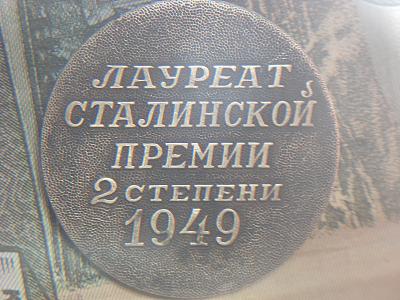 ЛАУРЕАТ
СТАЛИНСКОЙ
ПРЕМИИ
2 СТЕПЕНИ
1949